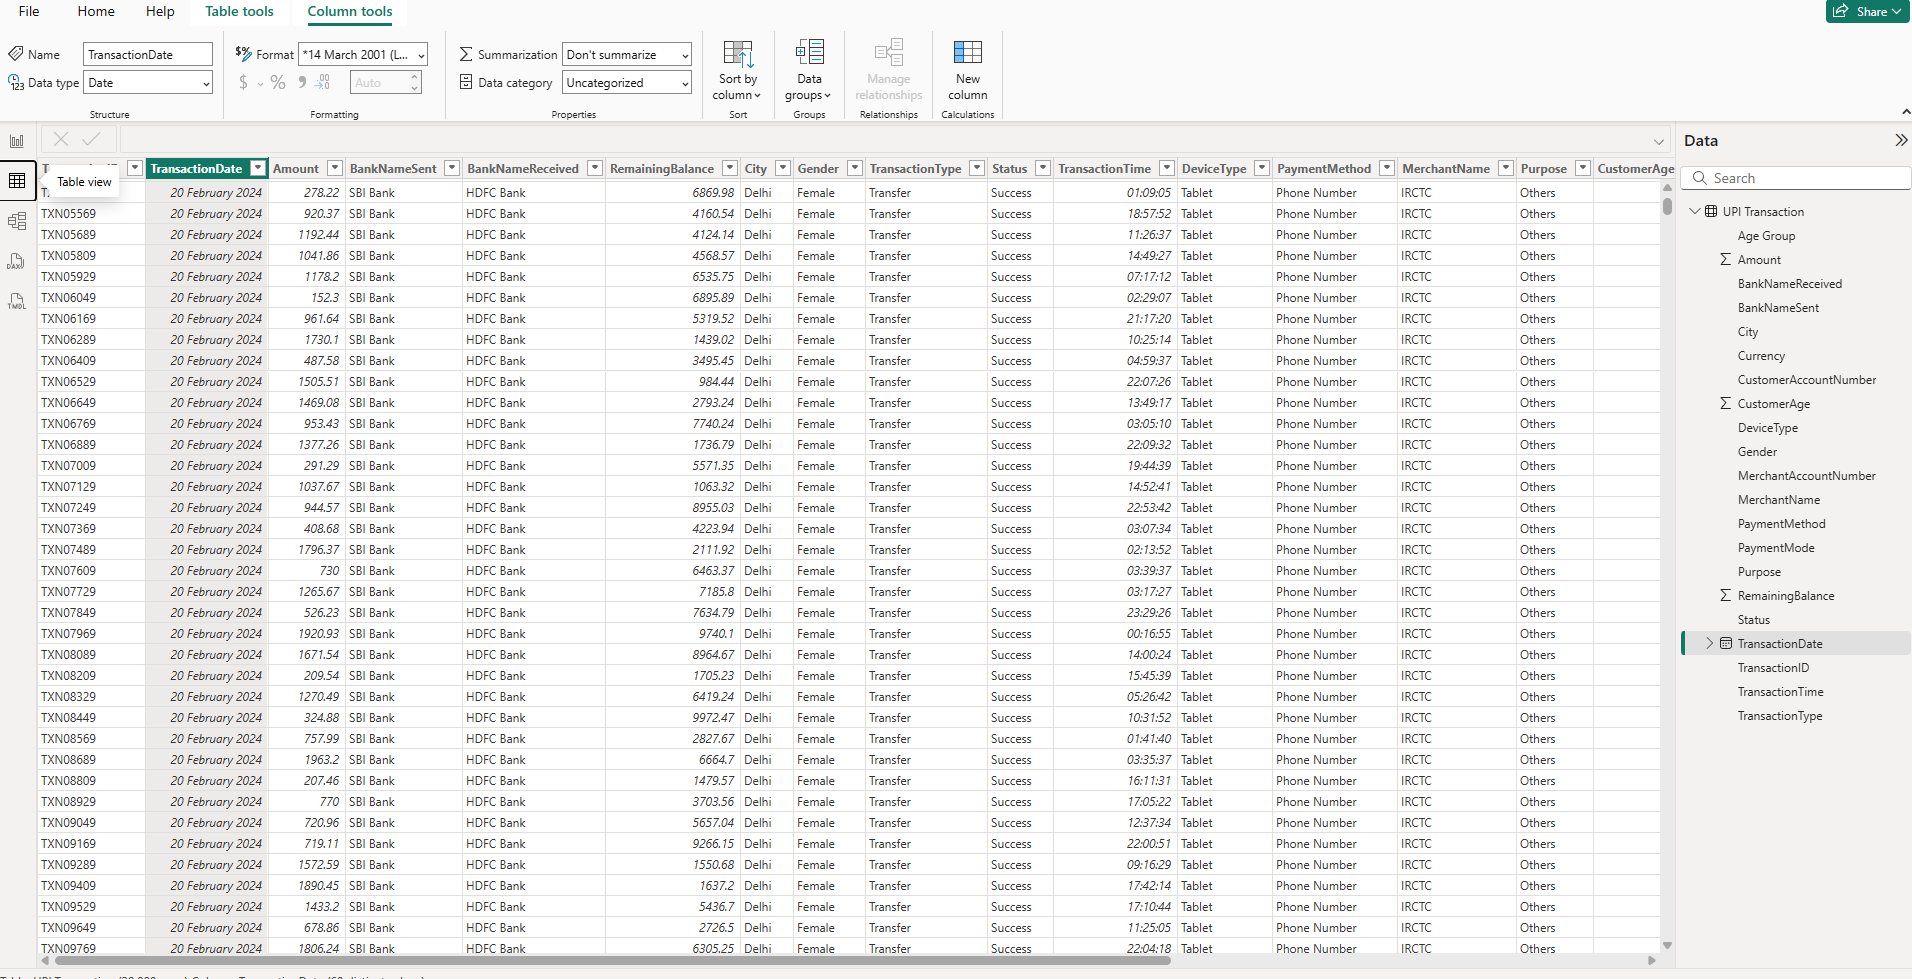 File Home Help Table tools Column tools Share
Name TransactionDate $% Format *14 March 2001 (L... Summarization Don't summarize
Data type Date $ % Auto Data category Uncategorized
Sort by column Data groups Manage relationships New column
Structure Formatting Properties Sort Groups Relationships Calculations
Data
TransactionDate Amount BankNameSent BankNameReceived RemainingBalance City Gender TransactionType Status TransactionTime DeviceType PaymentMethod MerchantName Purpose CustomerAge
Table view
20 February 2024 278.22 SBI Bank HDFC Bank 6869.98 Delhi Female Transfer Success 01:09:05 Tablet Phone Number IRCTC Others
TXN05569 20 February 2024 920.37 SBI Bank HDFC Bank 4160.54 Delhi Female Transfer Success 18:57:52 Tablet Phone Number IRCTC Others
TXN05689 20 February 2024 1192.44 SBI Bank HDFC Bank 4124.14 Delhi Female Transfer Success 11:26:37 Tablet Phone Number IRCTC Others
TXN05809 20 February 2024 1041.86 SBI Bank HDFC Bank 4568.57 Delhi Female Transfer Success 14:49:27 Tablet Phone Number IRCTC Others
TXN05929 20 February 2024 1178.2 SBI Bank HDFC Bank 6535.75 Delhi Female Transfer Success 07:17:12 Tablet Phone Number IRCTC Others
TXN06049 20 February 2024 152.3 SBI Bank HDFC Bank 6895.89 Delhi Female Transfer Success 02:29:07 Tablet Phone Number IRCTC Others
TXN06169 20 February 2024 961.64 SBI Bank HDFC Bank 5319.52 Delhi Female Transfer Success 21:17:20 Tablet Phone Number IRCTC Others
TXN06289 20 February 2024 1730.1 SBI Bank HDFC Bank 1439.02 Delhi Female Transfer Success 10:25:14 Tablet Phone Number IRCTC Others
TXN06409 20 February 2024 487.58 SBI Bank HDFC Bank 3495.45 Delhi Female Transfer Success 04:59:37 Tablet Phone Number IRCTC Others
TXN06529 20 February 2024 1505.51 SBI Bank HDFC Bank 984.44 Delhi Female Transfer Success 22:07:26 Tablet Phone Number IRCTC Others
TXN06649 20 February 2024 1469.08 SBI Bank HDFC Bank 2793.24 Delhi Female Transfer Success 13:49:17 Tablet Phone Number IRCTC Others
TXN06769 20 February 2024 953.43 SBI Bank HDFC Bank 7740.24 Delhi Female Transfer Success 03:05:10 Tablet Phone Number IRCTC Others
TXN06889 20 February 2024 1377.26 SBI Bank HDFC Bank 1736.79 Delhi Female Transfer Success 22:09:32 Tablet Phone Number IRCTC Others
TXN07009 20 February 2024 291.29 SBI Bank HDFC Bank 5571.35 Delhi Female Transfer Success 19:44:39 Tablet Phone Number IRCTC Others
TXN07129 20 February 2024 1037.67 SBI Bank HDFC Bank 1063.32 Delhi Female Transfer Success 14:52:41 Tablet Phone Number IRCTC Others
TXN07249 20 February 2024 944.57 SBI Bank HDFC Bank 8955.03 Delhi Female Transfer Success 22:53:42 Tablet Phone Number IRCTC Others
TXN07369 20 February 2024 408.68 SBI Bank HDFC Bank 4223.94 Delhi Female Transfer Success 03:07:34 Tablet Phone Number IRCTC Others
TXN07489 20 February 2024 1796.37 SBI Bank HDFC Bank 2111.92 Delhi Female Transfer Success 02:13:52 Tablet Phone Number IRCTC Others
TXN07609 20 February 2024 730 SBI Bank HDFC Bank 6463.37 Delhi Female Transfer Success 03:39:37 Tablet Phone Number IRCTC Others
TXN07729 20 February 2024 1265.67 SBI Bank HDFC Bank 7185.8 Delhi Female Transfer Success 03:17:27 Tablet Phone Number IRCTC Others
TXN07849 20 February 2024 526.23 SBI Bank HDFC Bank 7634.79 Delhi Female Transfer Success 23:29:26 Tablet Phone Number IRCTC Others
TXN07969 20 February 2024 1920.93 SBI Bank HDFC Bank 9740.1 Delhi Female Transfer Success 00:16:55 Tablet Phone Number IRCTC Others
TXN08089 20 February 2024 1671.54 SBI Bank HDFC Bank 8964.67 Delhi Female Transfer Success 14:00:24 Tablet Phone Number IRCTC Others
TXN08209 20 February 2024 209.54 SBI Bank HDFC Bank 1705.23 Delhi Female Transfer Success 15:45:39 Tablet Phone Number IRCTC Others
TXN08329 20 February 2024 1270.49 SBI Bank HDFC Bank 6419.24 Delhi Female Transfer Success 05:26:42 Tablet Phone Number IRCTC Others
TXN08449 20 February 2024 324.88 SBI Bank HDFC Bank 9972.47 Delhi Female Transfer Success 10:31:52 Tablet Phone Number IRCTC Others
TXN08569 20 February 2024 757.99 SBI Bank HDFC Bank 2827.67 Delhi Female Transfer Success 01:41:40 Tablet Phone Number IRCTC Others
TXN08689 20 February 2024 1963.2 SBI Bank HDFC Bank 6664.7 Delhi Female Transfer Success 03:35:37 Tablet Phone Number IRCTC Others
TXN08809 20 February 2024 207.46 SBI Bank HDFC Bank 1479.57 Delhi Female Transfer Success 16:11:31 Tablet Phone Number IRCTC Others
TXN08929 20 February 2024 770 SBI Bank HDFC Bank 3703.56 Delhi Female Transfer Success 17:05:22 Tablet Phone Number IRCTC Others
TXN09049 20 February 2024 720.96 SBI Bank HDFC Bank 5657.04 Delhi Female Transfer Success 12:37:34 Tablet Phone Number IRCTC Others
TXN09169 20 February 2024 719.11 SBI Bank HDFC Bank 9266.15 Delhi Female Transfer Success 22:00:51 Tablet Phone Number IRCTC Others
TXN09289 20 February 2024 1572.59 SBI Bank HDFC Bank 1550.68 Delhi Female Transfer Success 09:16:29 Tablet Phone Number IRCTC Others
TXN09409 20 February 2024 1890.45 SBI Bank HDFC Bank 1637.2 Delhi Female Transfer Success 17:42:14 Tablet Phone Number IRCTC Others
TXN09529 20 February 2024 1433.2 SBI Bank HDFC Bank 5436.7 Delhi Female Transfer Success 17:10:44 Tablet Phone Number IRCTC Others
TXN09649 20 February 2024 678.86 SBI Bank HDFC Bank 2726.5 Delhi Female Transfer Success 11:25:05 Tablet Phone Number IRCTC Others
TXN09769 20 February 2024 1806.24 SBI Bank HDFC Bank 6305.25 Delhi Female Transfer Success 22:04:18 Tablet Phone Number IRCTC Others
DAX
TMDL
Search
UPI Transaction
Age Group
Amount
BankNameReceived
BankNameSent
City
Currency
CustomerAccountNumber
CustomerAge
DeviceType
Gender
MerchantAccountNumber
MerchantName
PaymentMethod
PaymentMode
Purpose
RemainingBalance
Status
TransactionDate
TransactionID
TransactionTime
TransactionType